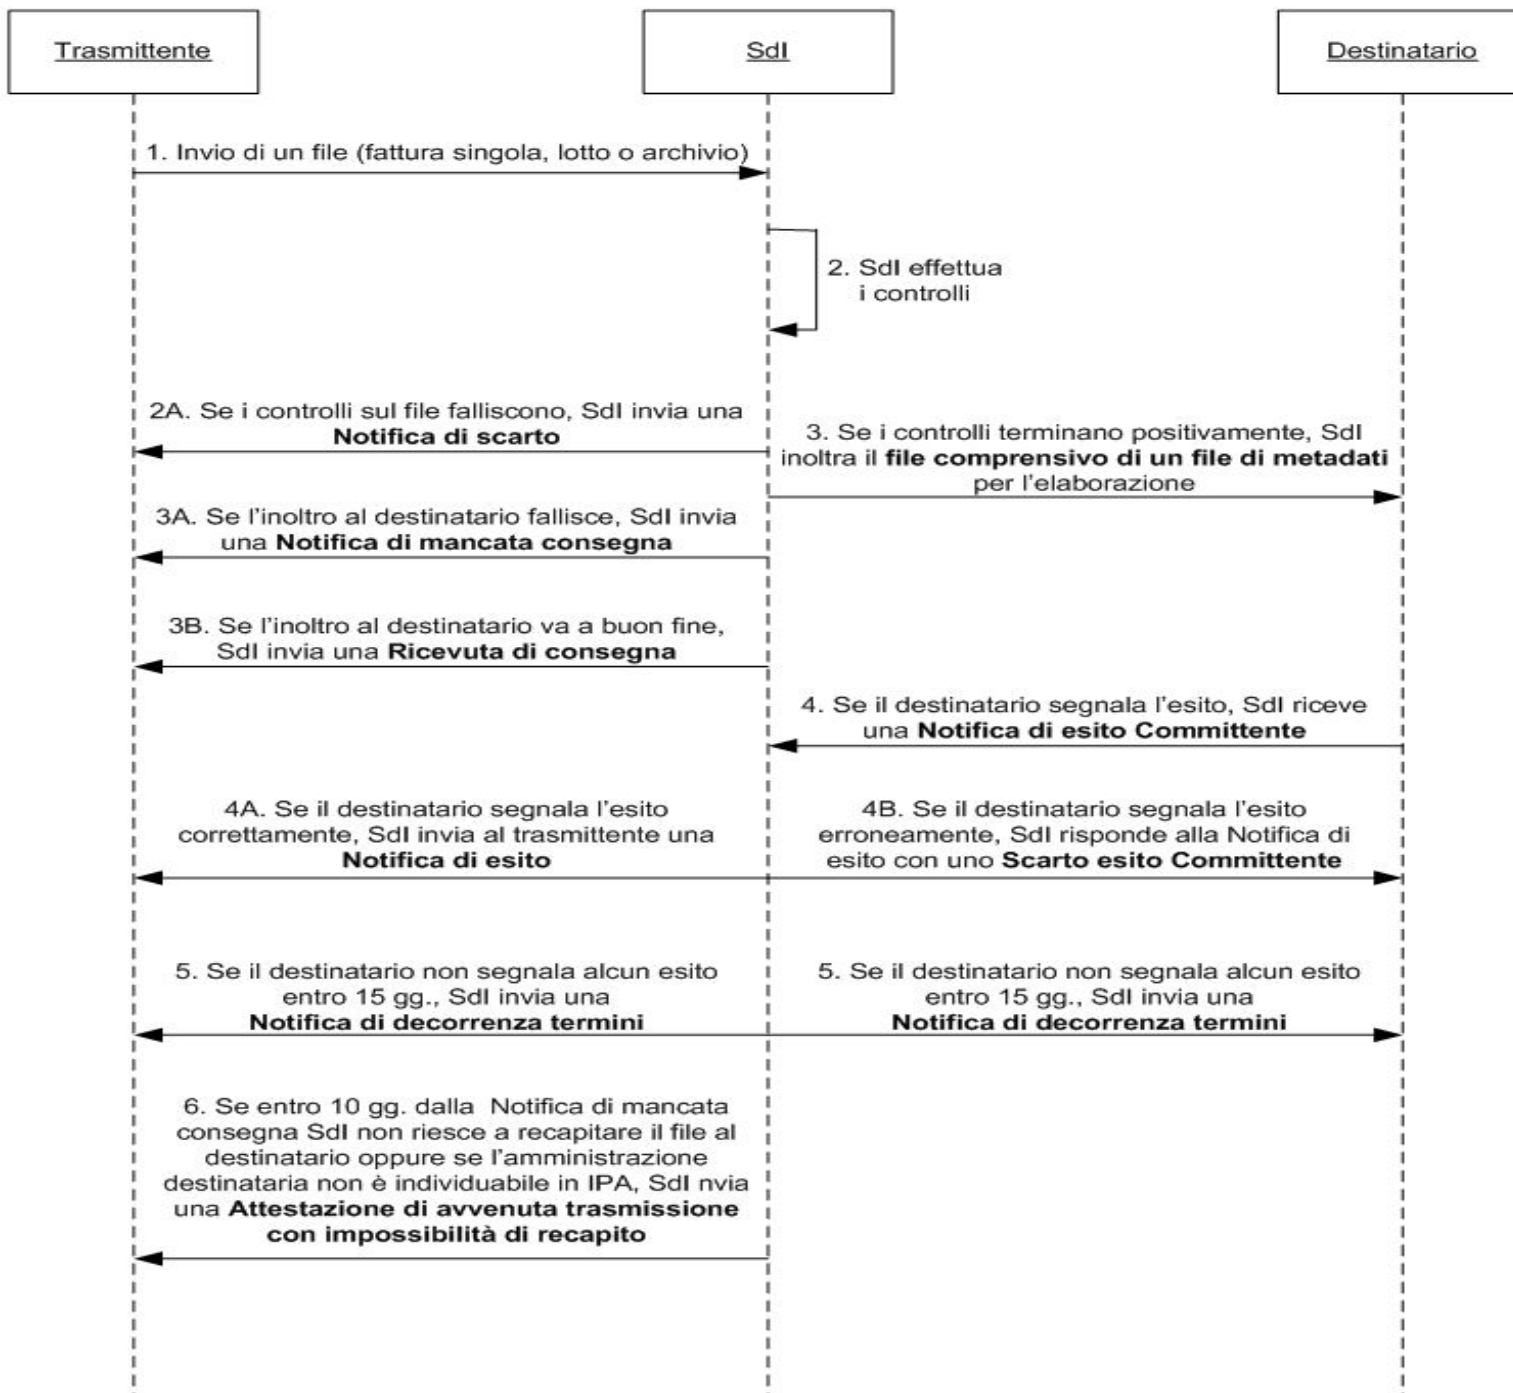 Trasmittente
SdI
Destinatario
1. Invio di un file (fattura singola, lotto o archivio)
2. SdI effettua
i controlli
2A. Se i controlli sul file falliscono, SdI invia una
Notifica di scarto
3. Se i controlli terminano positivamente, SdI
inoltra il file comprensivo di un file di metadati
per l'elaborazione
3A. Se l'inoltro al destinatario fallisce, SdI invia
una Notifica di mancata consegna
3B. Se l'inoltro al destinatario va a buon fine,
SdI invia una Ricevuta di consegna
4. Se il destinatario segnala l'esito, SdI riceve
una Notifica di esito Committente
4A. Se il destinatario segnala l'esito
correttamente, SdI invia al trasmittente una
Notifica di esito
4B. Se il destinatario segnala l'esito
erroneamente, SdI risponde alla Notifica di
esito con uno Scarto esito Committente
5. Se il destinatario non segnala alcun esito
entro 15 gg., SdI invia una
Notifica di decorrenza termini
5. Se il destinatario non segnala alcun esito
entro 15 gg., SdI invia una
Notifica di decorrenza termini
6. Se entro 10 gg. dalla Notifica di mancata
consegna SdI non riesce a recapitare il file al
destinatario oppure se l'amministrazione
destinataria non è individuabile in IPA, SdI nvia
una Attestazione di avvenuta trasmissione
con impossibilità di recapito